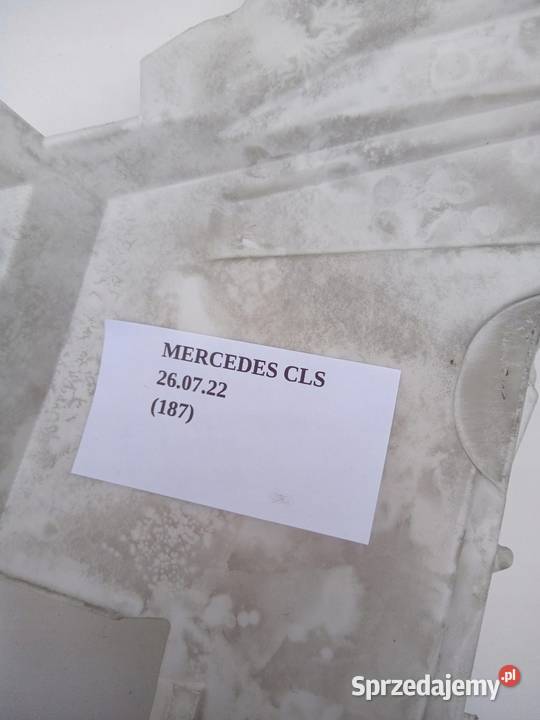 MERCEDES CLS
26.07.22
(187)
Sprzedajemy.pl